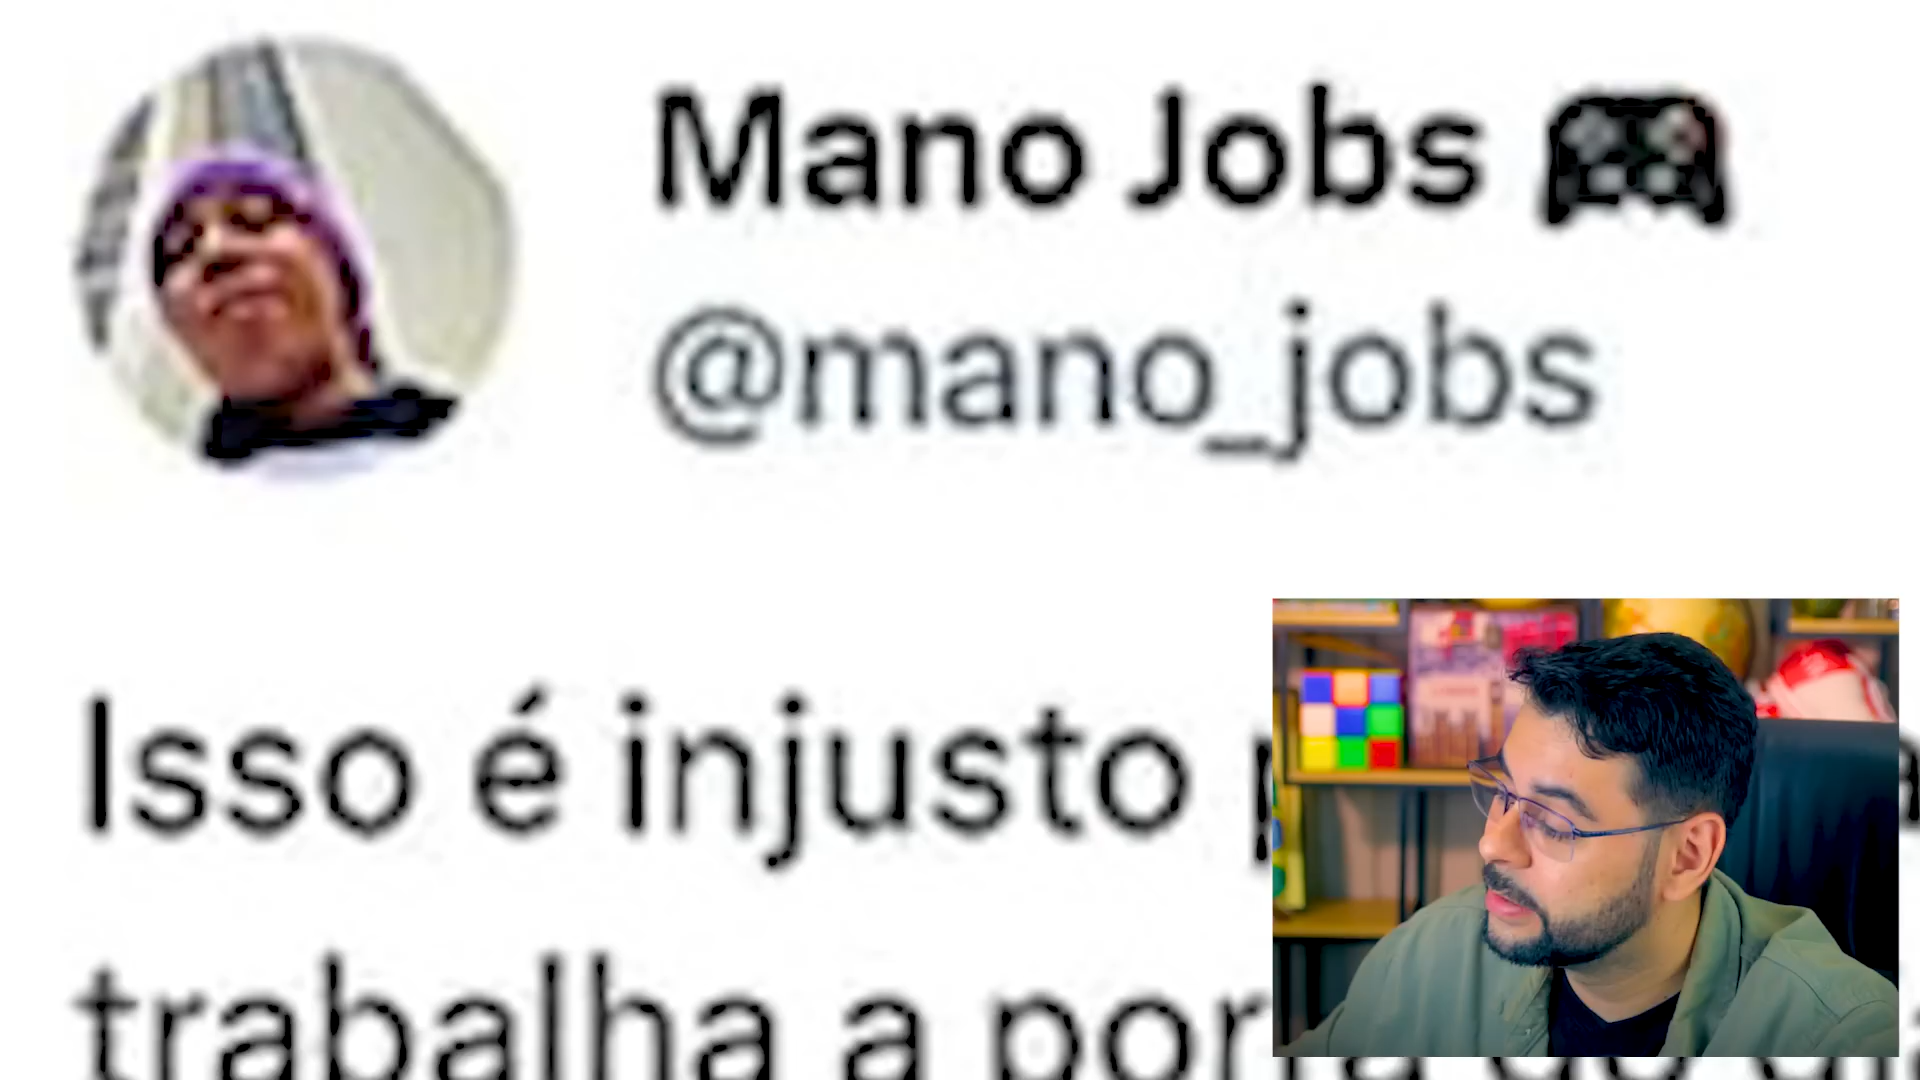 Mano Jobs 🎮
@mano_jobs
Isso é injusto
trabalha a